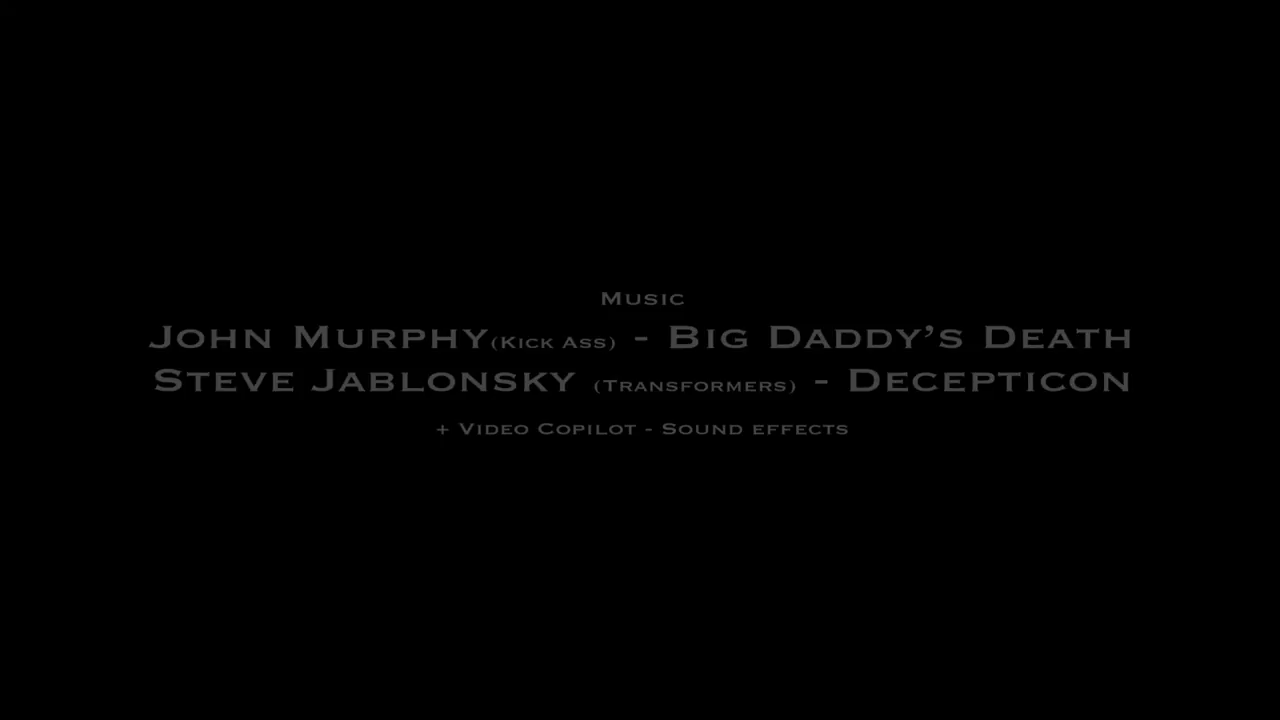 Music
John Murphy(Kick Ass) - Big Daddy’s Death
Steve Jablonsky (Transformers) - Decepticon
+ Video Copilot - Sound effects